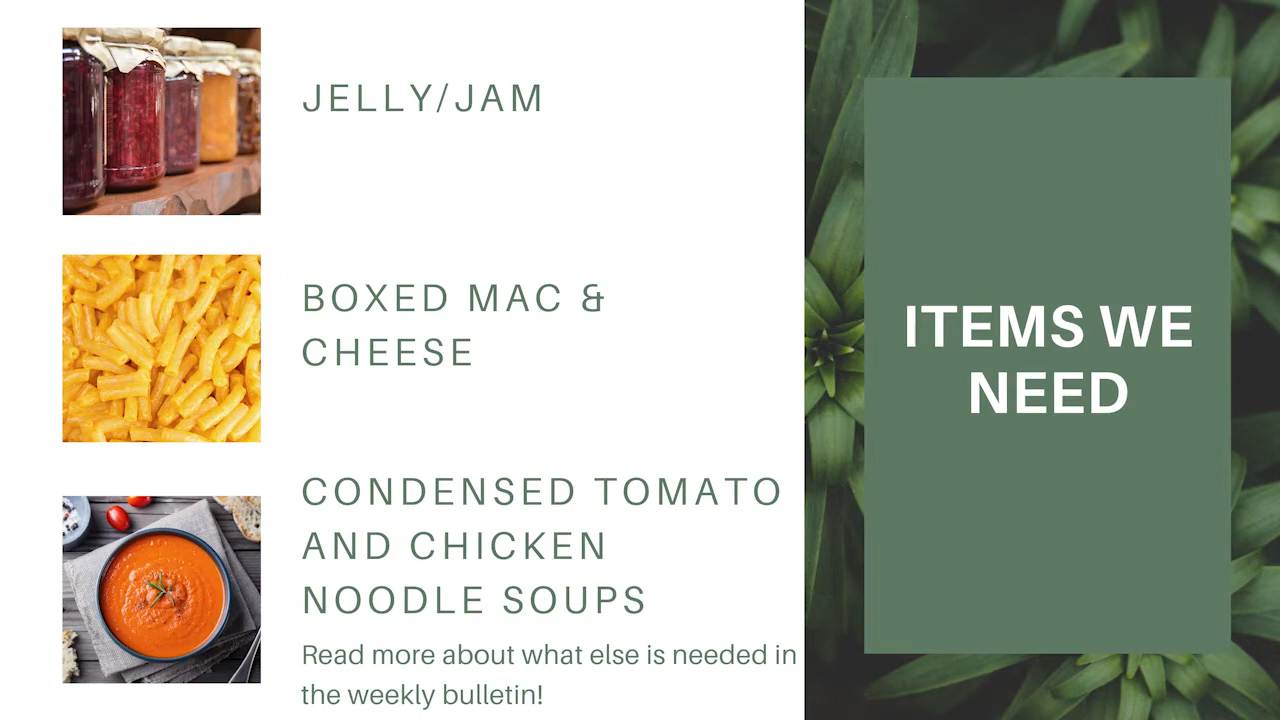 JELLY/JAM
BOXED MAC &
CHEESE
CONDENSED TOMATO
AND CHICKEN
NOODLE SOUPS
Read more about what else is needed in
the weekly bulletin!
ITEMS WE
NEED